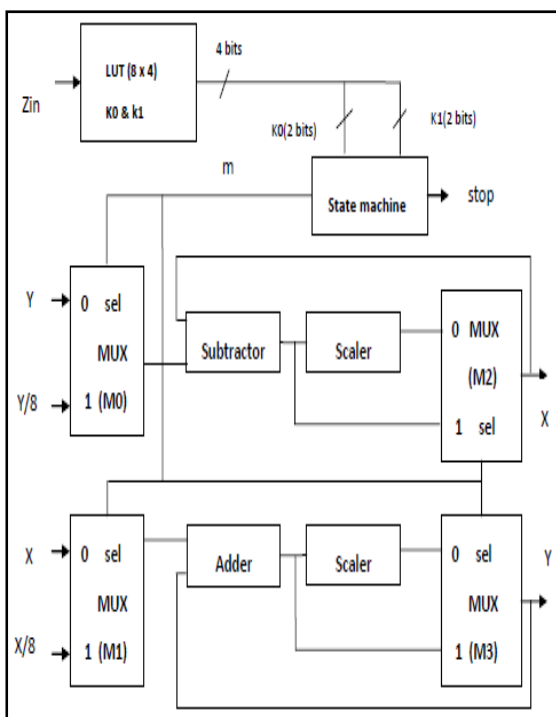 LUT (8 x 4)
K0 & k1
4 bits
Zin
K0(2 bits)
K1(2 bits)
m
State machine
stop
Y
0 sel
MUX
1 (M0)
Y/8
Subtractor
Scaler
0 MUX
(M2)
1 sel
X
X
0 sel
MUX
1 (M1)
X/8
Adder
Scaler
0 sel
MUX
1 (M3)
Y